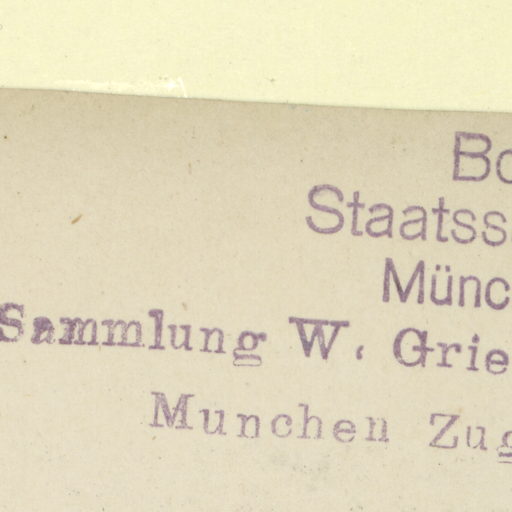 Bo
Staatss
Münc
Sammlung W. Grie
Munchen Zug